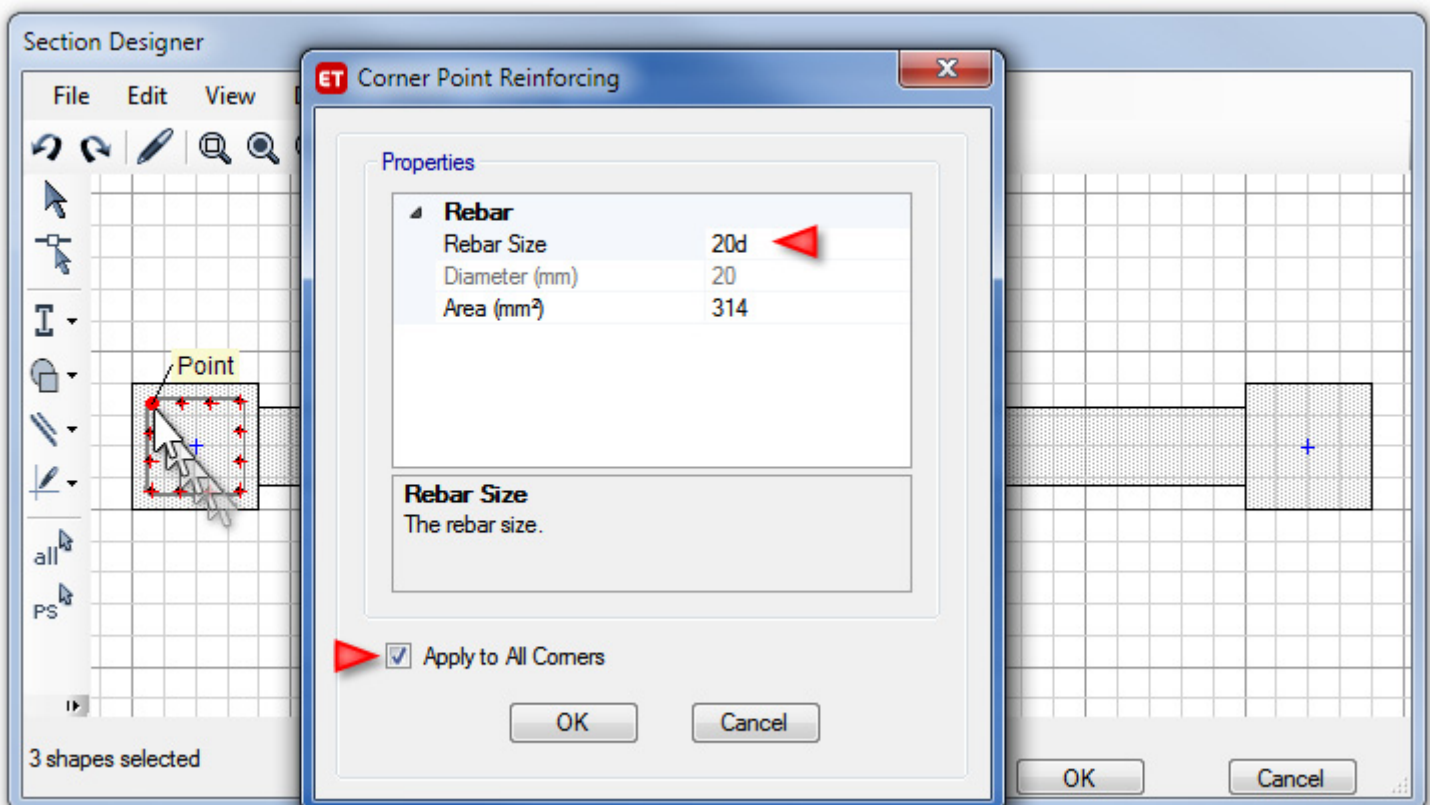 Section Designer
File Edit View
ET Corner Point Reinforcing
Properties
Rebar
Rebar Size 20d
Diameter (mm) 20
Area (mm²) 314
Point
Rebar Size
The rebar size.
all
PS
Apply to All Corners
OK Cancel
3 shapes selected
OK Cancel